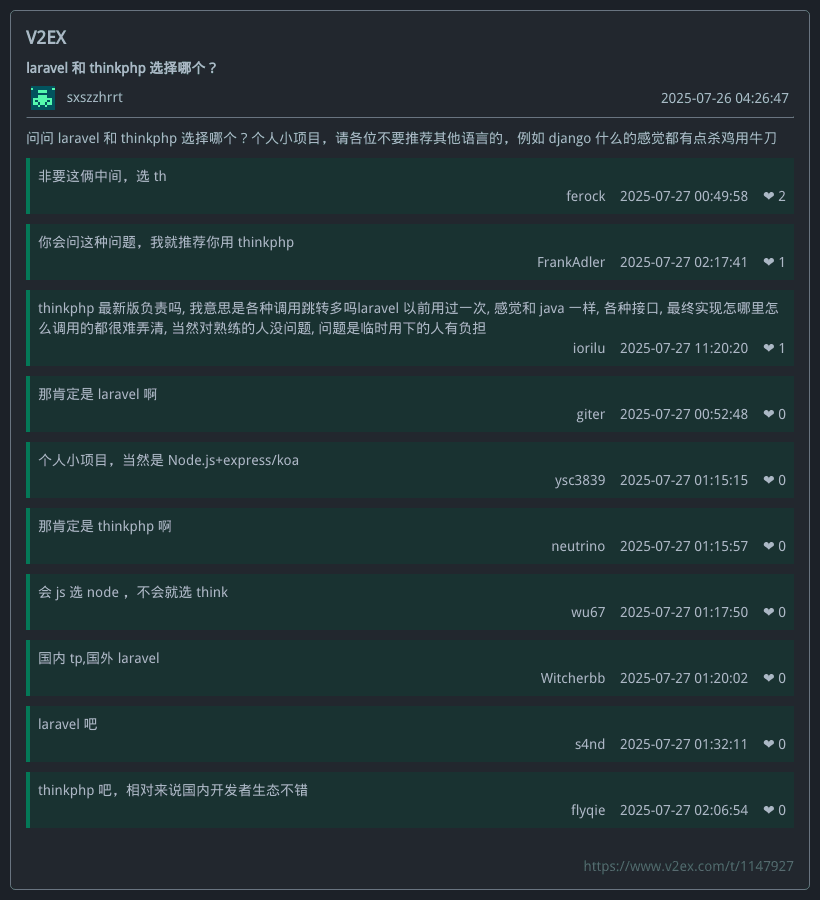 V2EX
laravel 和 thinkphp 选择哪个？
sxszzhrrt
2025-07-26 04:26:47
问问 laravel 和 thinkphp 选择哪个？个人小项目，请各位不要推荐其他语言的，例如 django 什么的感觉都有点杀鸡用牛刀
非要这俩中间，选 th
ferock 2025-07-27 00:49:58 ❤ 2
你会问这种问题，我就推荐你用 thinkphp
FrankAdler 2025-07-27 02:17:41 ❤ 1
thinkphp 最新版负责吗, 我意思是各种调用跳转多吗laravel 以前用过一次, 感觉和 java 一样, 各种接口, 最终实现怎哪里怎
么调用的都很难弄清, 当然对熟练的人没问题, 问题是临时用下的人有负担
iorilu 2025-07-27 11:20:20 ❤ 1
那肯定是 laravel 啊
giter 2025-07-27 00:52:48 ❤ 0
个人小项目，当然是 Node.js+express/koa
ysc3839 2025-07-27 01:15:15 ❤ 0
那肯定是 thinkphp 啊
neutrino 2025-07-27 01:15:57 ❤ 0
会 js 选 node ，不会就选 think
wu67 2025-07-27 01:17:50 ❤ 0
国内 tp,国外 laravel
Witcherbb 2025-07-27 01:20:02 ❤ 0
laravel 吧
s4nd 2025-07-27 01:32:11 ❤ 0
thinkphp 吧，相对来说国内开发者生态不错
flyqie 2025-07-27 02:06:54 ❤ 0
https://www.v2ex.com/t/1147927